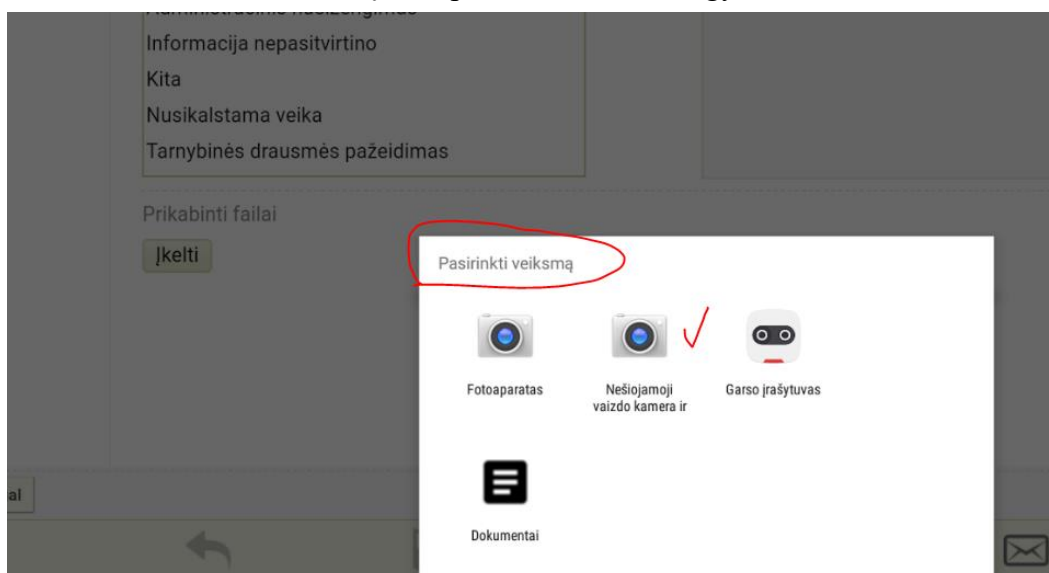 Informacija nepasitvirtino
Kita
Nusikalstama veika
Tarnybinės drausmės pažeidimas
Prikabinti failai
Įkelti
Pasirinkti veiksmą
Fotoaparatas
Nešiojamoji
vaizdo kamera ir
Garso įrašytuvas
Dokumentai
al